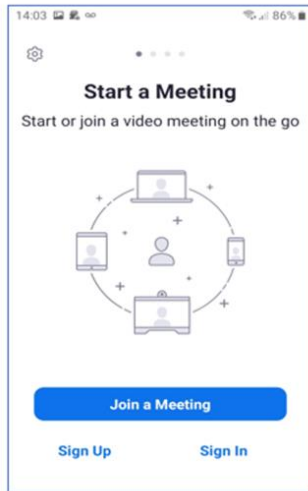 14:03 86%
Start a Meeting
Start or join a video meeting on the go
Join a Meeting
Sign Up Sign In